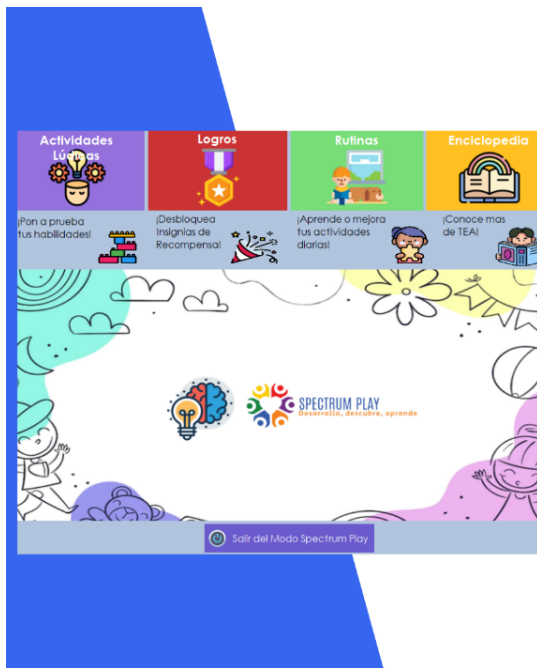 Actividades
Lúdicas
Logros
Rutinas
Enciclopedia
¡Pon a prueba
tus habilidades!
¡Desbloquea
Insignias de
Recompensa!
¡Aprende o mejora
tus actividades
diarias!
¡Conoce mas
de TEA!
SPECTRUM PLAY
Desarrolla, descubre, aprende
Salir del Modo Spectrum Play